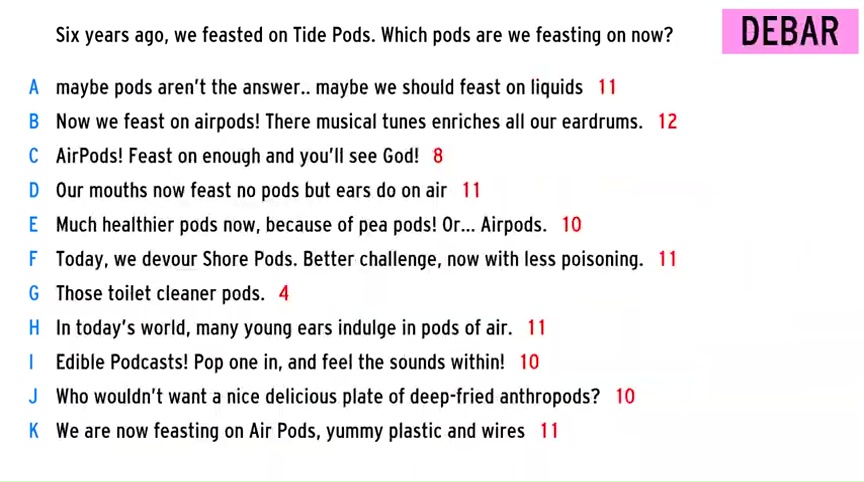 Six years ago, we feasted on Tide Pods. Which pods are we feasting on now?
DEBAR
A maybe pods aren't the answer.. maybe we should feast on liquids 11
B Now we feast on airpods! There musical tunes enriches all our eardrums. 12
C AirPods! Feast on enough and you'll see God! 8
D Our mouths now feast no pods but ears do on air 11
E Much healthier pods now, because of pea pods! Or... Airpods. 10
F Today, we devour Shore Pods. Better challenge, now with less poisoning. 11
G Those toilet cleaner pods. 4
H In today's world, many young ears indulge in pods of air. 11
I Edible Podcasts! Pop one in, and feel the sounds within! 10
J Who wouldn't want a nice delicious plate of deep-fried anthropods? 10
K We are now feasting on Air Pods, yummy plastic and wires 11